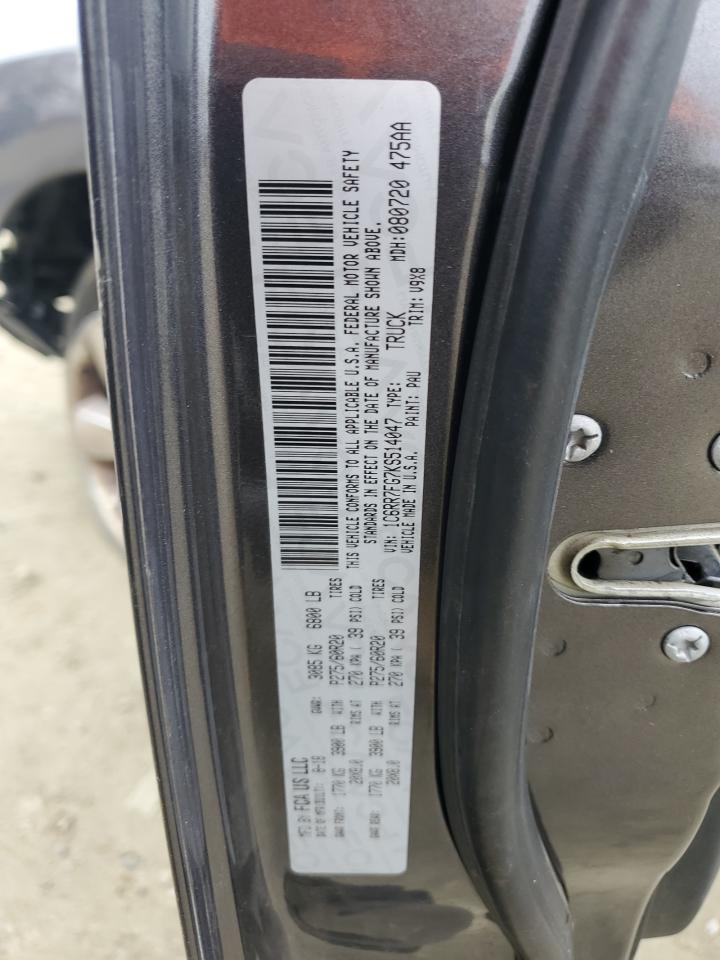 MFD BY FCA US LLC
DATE OF MFR(BUILT): 8-18 GVWR: 3085 KG 6800 LB
GAWR FRONT: 1770 KG 3900 LB WITH P275/60R20 TIRES
20X8.0 RIMS AT 270 KPA ( 39 PSI) COLD
GAWR REAR: 1770 KG 3900 LB WITH P275/60R20 TIRES
20X8.0 RIMS AT 270 KPA ( 39 PSI) COLD
THIS VEHICLE CONFORMS TO ALL APPLICABLE U.S.A. FEDERAL MOTOR VEHICLE SAFETY
STANDARDS IN EFFECT ON THE DATE OF MANUFACTURE SHOWN ABOVE.
VIN: 1C6RR7FG7KS514047 TYPE: TRUCK MDH:080720 475AA
VEHICLE MADE IN U.S.A. PAINT: PAU TRIM: V9X8